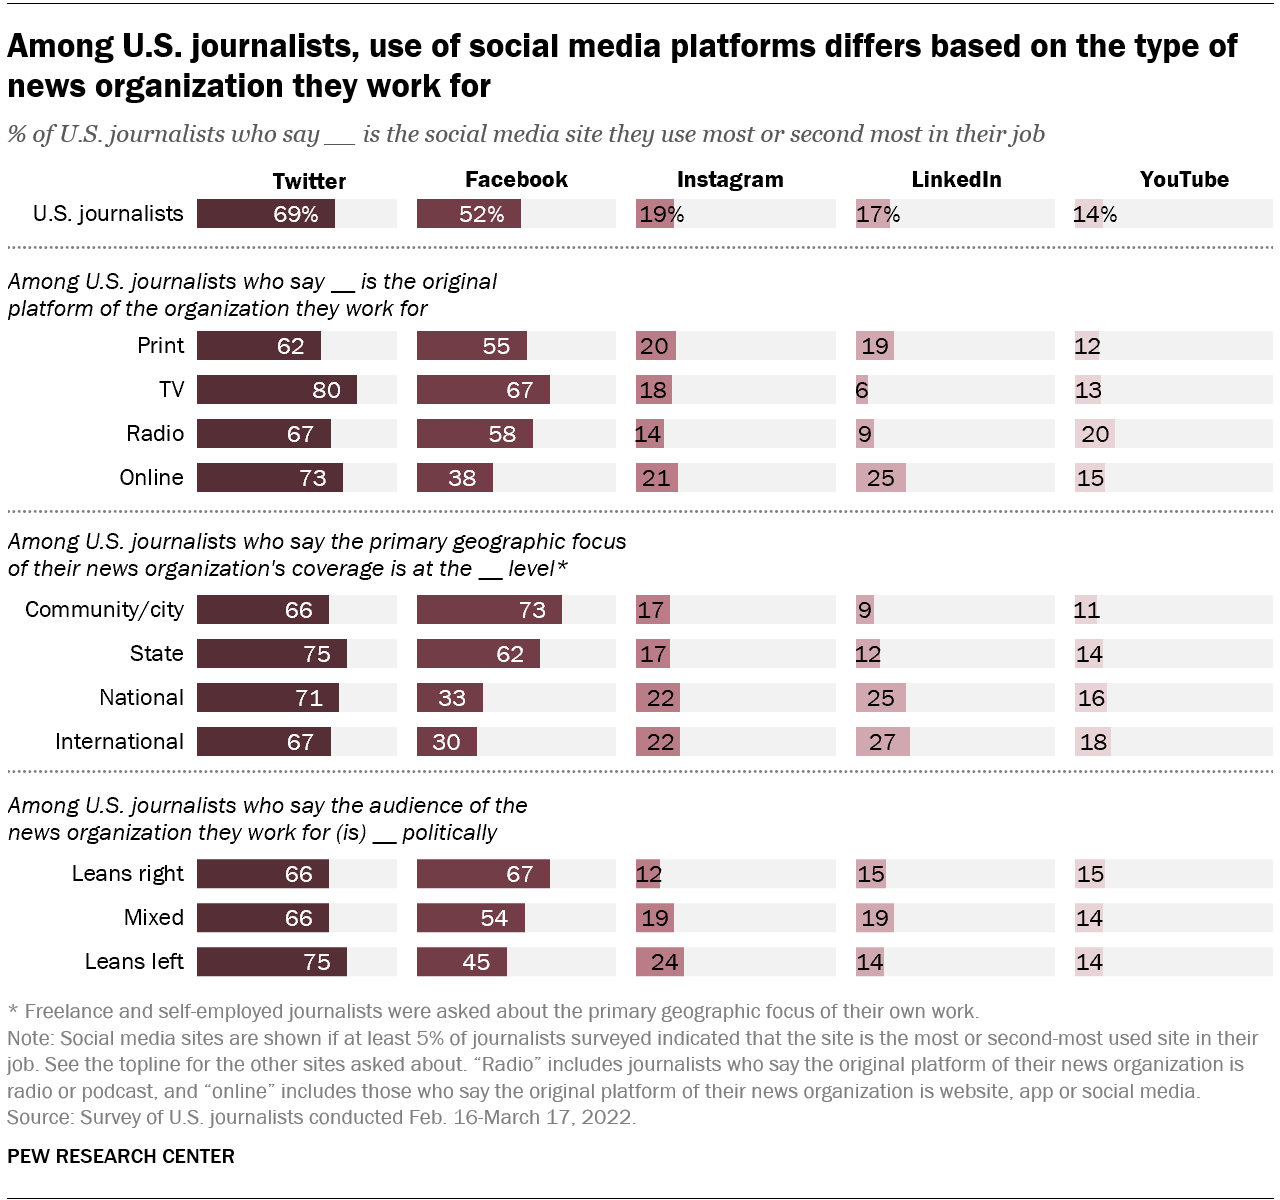 Among U.S. journalists, use of social media platforms differs based on the type of
news organization they work for
% of U.S. journalists who say __ is the social media site they use most or second most in their job
Twitter Facebook Instagram LinkedIn YouTube
U.S. journalists 69% 52% 19% 17% 14%
Among U.S. journalists who say __ is the original
platform of the organization they work for
Print 62 55 20 19 12
TV 80 67 18 6 13
Radio 67 58 14 9 20
Online 73 38 21 25 15
Among U.S. journalists who say the primary geographic focus
of their news organization's coverage is at the __ level*
Community/city 66 73 17 9 11
State 75 62 17 12 14
National 71 33 22 25 16
International 67 30 22 27 18
Among U.S. journalists who say the audience of the
news organization they work for (is) __ politically
Leans right 66 67 12 15 15
Mixed 66 54 19 19 14
Leans left 75 45 24 14 14
* Freelance and self-employed journalists were asked about the primary geographic focus of their own work.
Note: Social media sites are shown if at least 5% of journalists surveyed indicated that the site is the most or second-most used site in their
job. See the topline for the other sites asked about. “Radio” includes journalists who say the original platform of their news organization is
radio or podcast, and “online” includes those who say the original platform of their news organization is website, app or social media.
Source: Survey of U.S. journalists conducted Feb. 16-March 17, 2022.
PEW RESEARCH CENTER